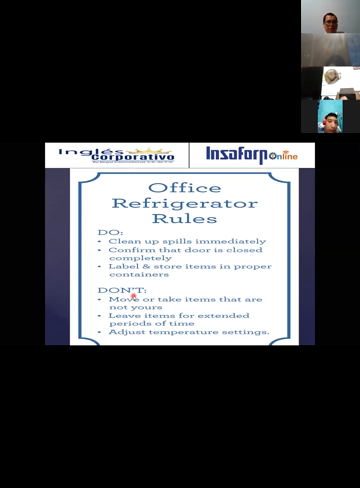 Inglés
Corporativo
Insaforp Online
Office
Refrigerator
Rules
DO:
• Clean up spills immediately
• Confirm that door is closed
completely
• Label & store items in proper
containers
DON'T:
• Move or take items that are
not yours
• Leave items for extended
periods of time
• Adjust temperature settings.